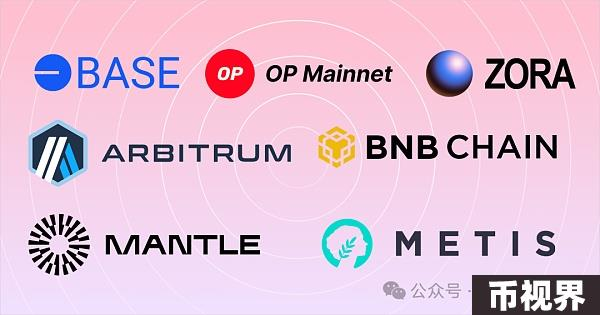 BASE
OP OP Mainnet
ZORA
ARBITRUM
BNB CHAIN
MANTLE
METIS
公众号 ·
币视界